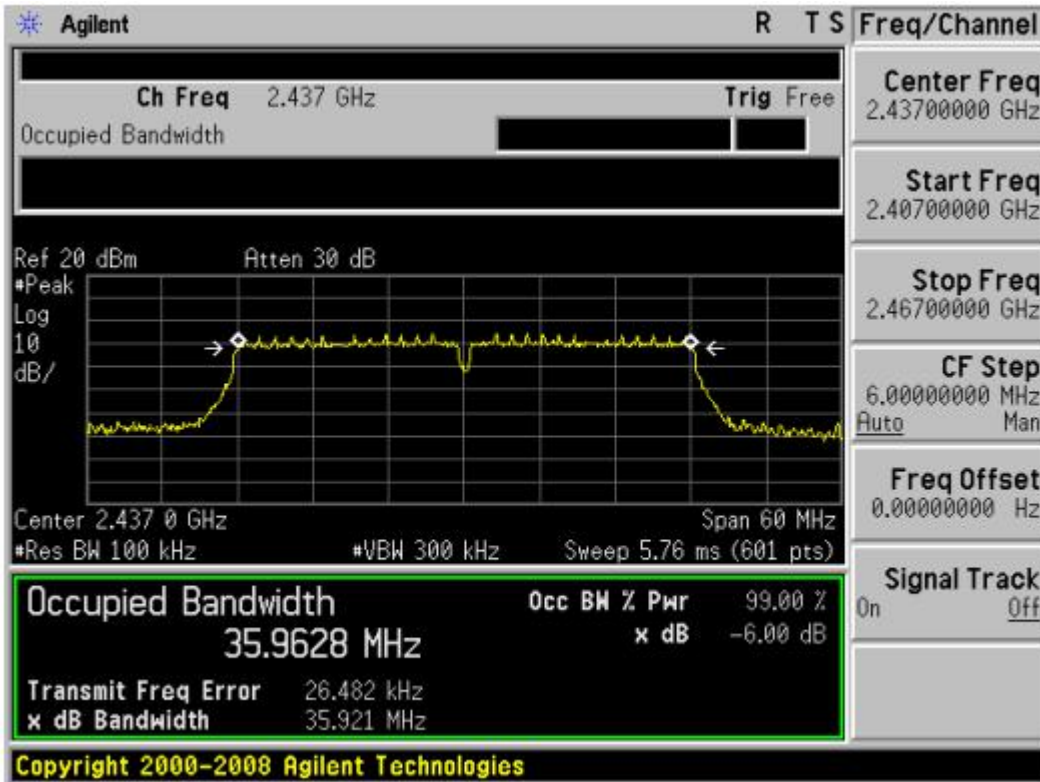 Agilent R T S Freq/Channel
Ch Freq 2.437 GHz Trig Free
Occupied Bandwidth
Center Freq
2.43700000 GHz
Start Freq
2.40700000 GHz
Stop Freq
2.46700000 GHz
CF Step
6.00000000 MHz
Auto Man
Freq Offset
0.00000000 Hz
Signal Track
On Off
Ref 20 dBm Atten 30 dB
#Peak
Log
10
dB/
Center 2.437 0 GHz Span 60 MHz
#Res BW 100 kHz #VBW 300 kHz Sweep 5.76 ms (601 pts)
Occupied Bandwidth Occ BW % Pwr 99.00 %
35.9628 MHz x dB -6.00 dB
Transmit Freq Error 26.482 kHz
x dB Bandwidth 35.921 MHz
Copyright 2000-2008 Agilent Technologies